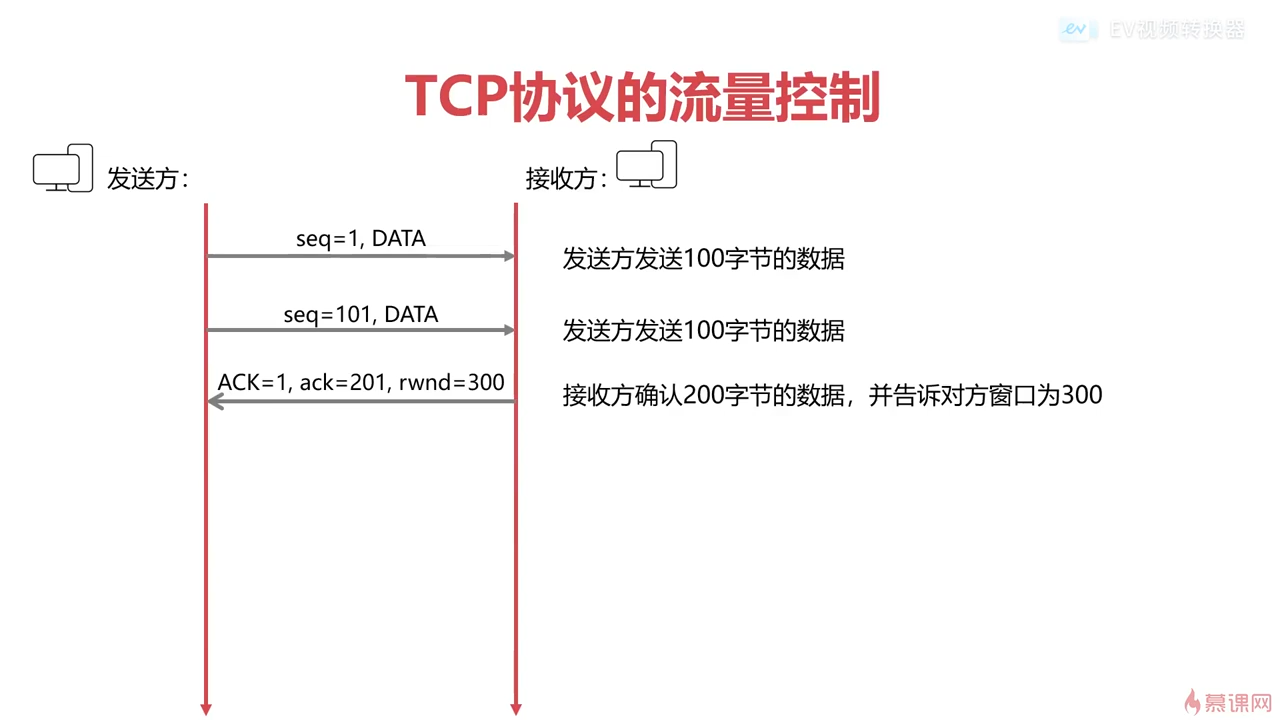 EV视频转换器
TCP协议的流量控制
发送方：
接收方：
seq=1, DATA
发送方发送100字节的数据
seq=101, DATA
发送方发送100字节的数据
ACK=1, ack=201, rwnd=300
接收方确认200字节的数据，并告诉对方窗口为300
慕课网